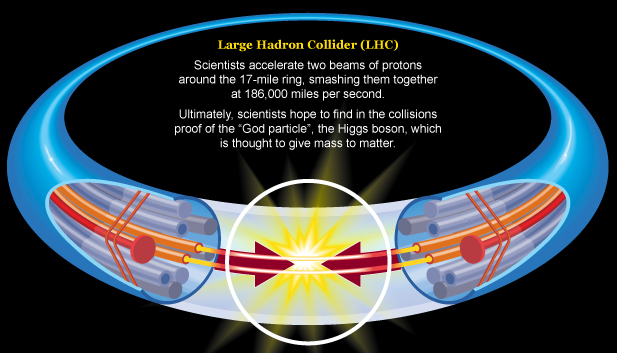 Large Hadron Collider (LHC)
Scientists accelerate two beams of protons
around the 17-mile ring, smashing them together
at 186,000 miles per second.
Ultimately, scientists hope to find in the collisions
proof of the “God particle”, the Higgs boson, which
is thought to give mass to matter.